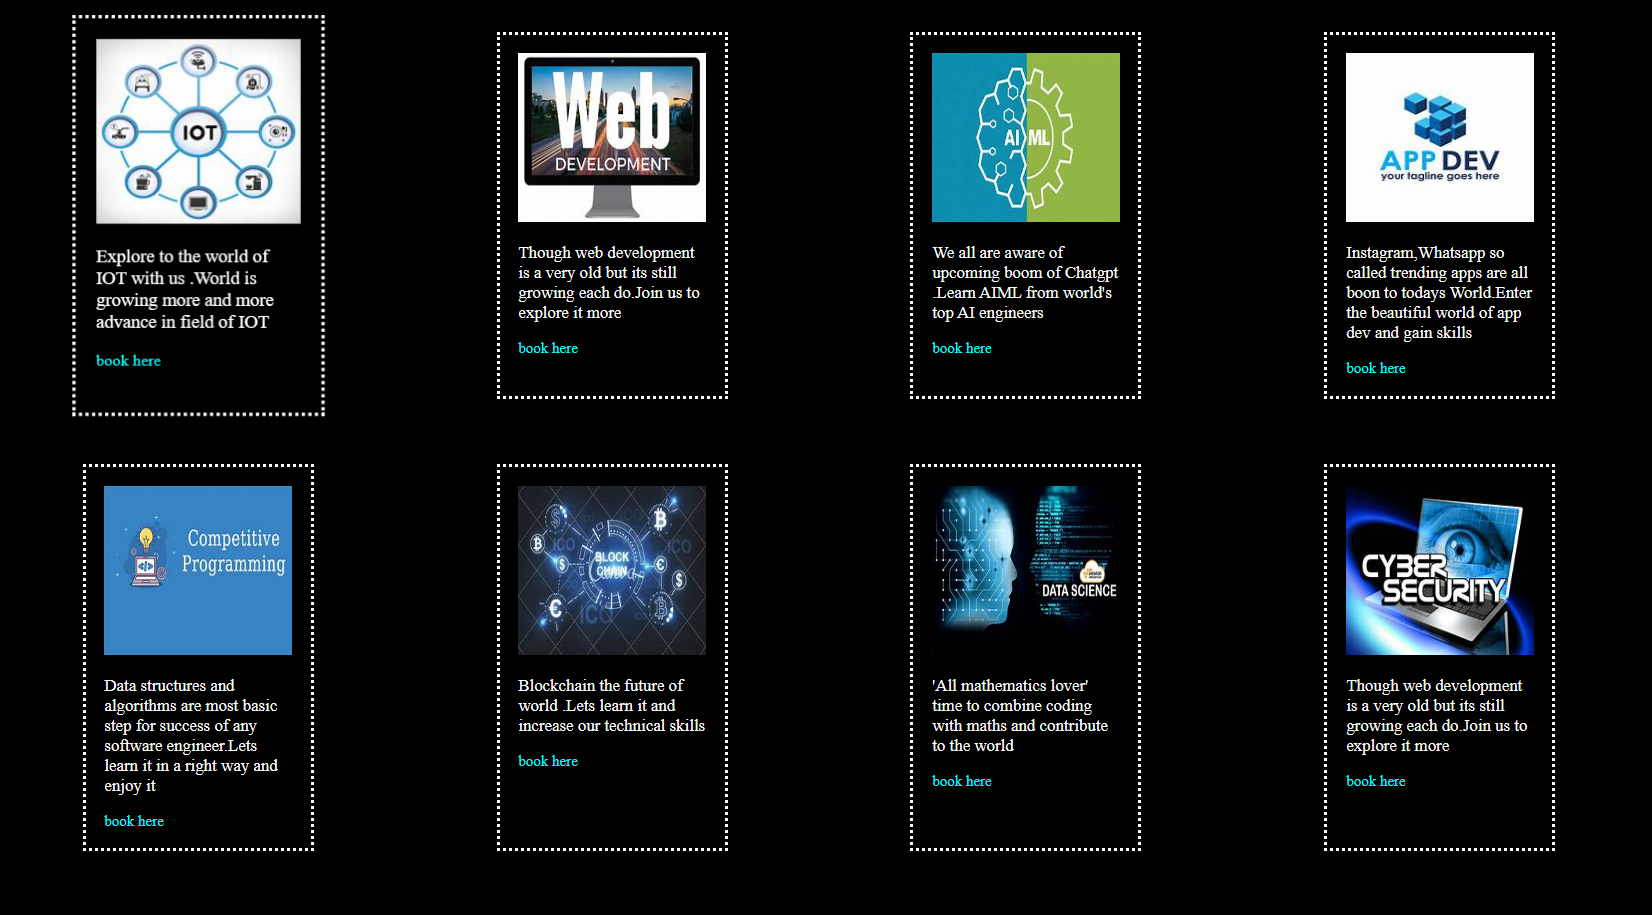 IOT
Explore to the world of
IOT with us .World is
growing more and more
advance in field of IOT
book here
Web
DEVELOPMENT
Though web development
is a very old but its still
growing each do.Join us to
explore it more
book here
AI ML
We all are aware of
upcoming boom of Chatgpt
.Learn AIML from world's
top AI engineers
book here
APP DEV
your tagline goes here
Instagram,Whatsapp so
called trending apps are all
boon to todays World.Enter
the beautiful world of app
dev and gain skills
book here
Competitive
Programming
Data structures and
algorithms are most basic
step for success of any
software engineer.Lets
learn it in a right way and
enjoy it
book here
BLOCK
CHAIN
ICO
Blockchain the future of
world .Lets learn it and
increase our technical skills
book here
DATA SCIENCE
'All mathematics lover'
time to combine coding
with maths and contribute
to the world
book here
CYBER
SECURITY
Though web development
is a very old but its still
growing each do.Join us to
explore it more
book here